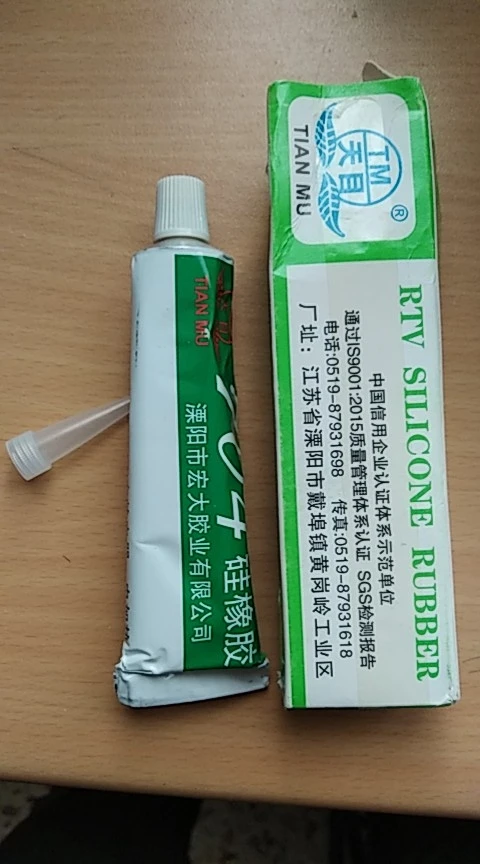 TIAN MU
704
硅橡胶
溧阳市宏大胶业有限公司
TM
天目
®
TIAN MU
RTV SILICONE RUBBER
中国信用企业认证体系示范单位
通过IS9001:2015质量管理体系认证 SGS检测报告
电话:0519-87931698 传真:0519-87931618
厂址：江苏省溧阳市戴埠镇黄岗岭工业区